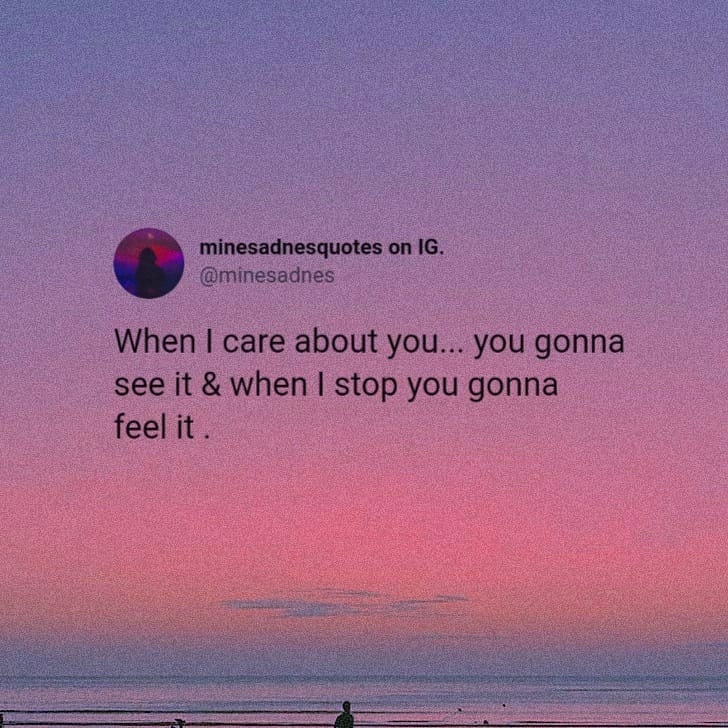 minesadnesquotes on IG.
@minesadnes
When I care about you... you gonna
see it & when I stop you gonna
feel it .